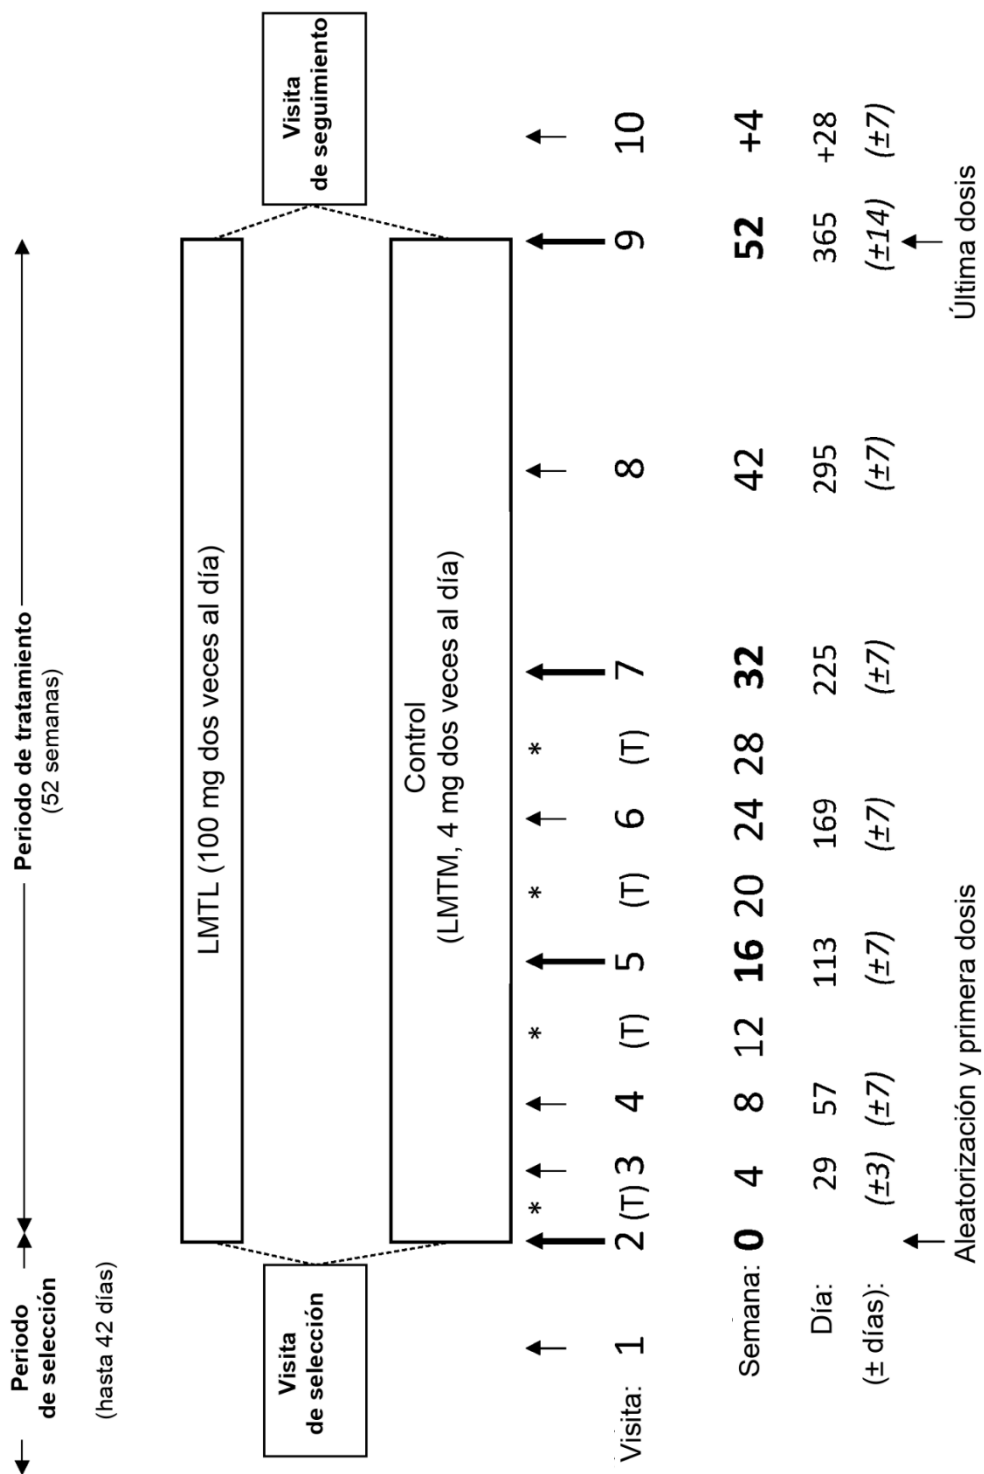 Periodo
de selección
(hasta 42 días)
Periodo de tratamiento
(52 semanas)
LMTL (100 mg dos veces al día)
Visita
de selección
Visita
de seguimiento
Control
(LMTM, 4 mg dos veces al día)
* * * *
Visita: 1 2 (T) 3 4 (T) 5 (T) 6 (T) 7 8 9 10
Semana: 0 4 8 12 16 20 24 28 32 42 52 +4
Día: 29 57 113 169 225 295 365 +28
(± días): (±3) (±7) (±7) (±7) (±7) (±7) (±14) (±7)
Aleatorización y primera dosis
Última dosis